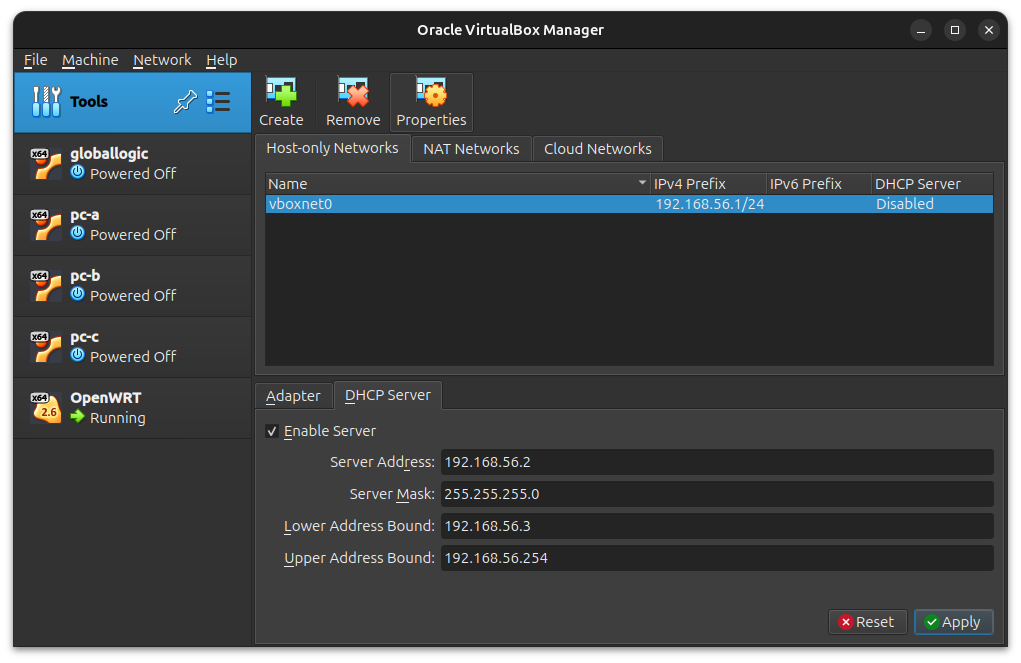 Oracle VirtualBox Manager
File Machine Network Help
Tools
Create Remove Properties
x64 globallogic
Powered Off
x64 pc-a
Powered Off
x64 pc-b
Powered Off
x64 pc-c
Powered Off
x64 2.6 OpenWRT
Running
Host-only Networks NAT Networks Cloud Networks
Name IPv4 Prefix IPv6 Prefix DHCP Server
vboxnet0 192.168.56.1/24 Disabled
Adapter DHCP Server
Enable Server
Server Address: 192.168.56.2
Server Mask: 255.255.255.0
Lower Address Bound: 192.168.56.3
Upper Address Bound: 192.168.56.254
Reset Apply